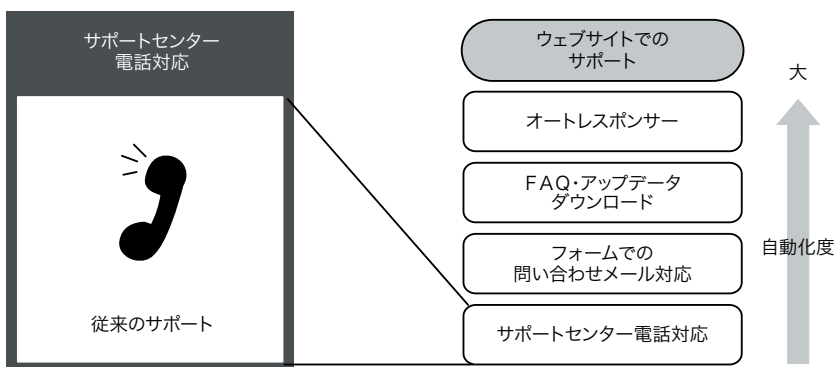 サポートセンター
電話対応
従来のサポート
ウェブサイトでの
サポート
オートレスポンサー
FAQ・アップデータ
ダウンロード
フォームでの
問い合わせメール対応
サポートセンター電話対応
大
自動化度